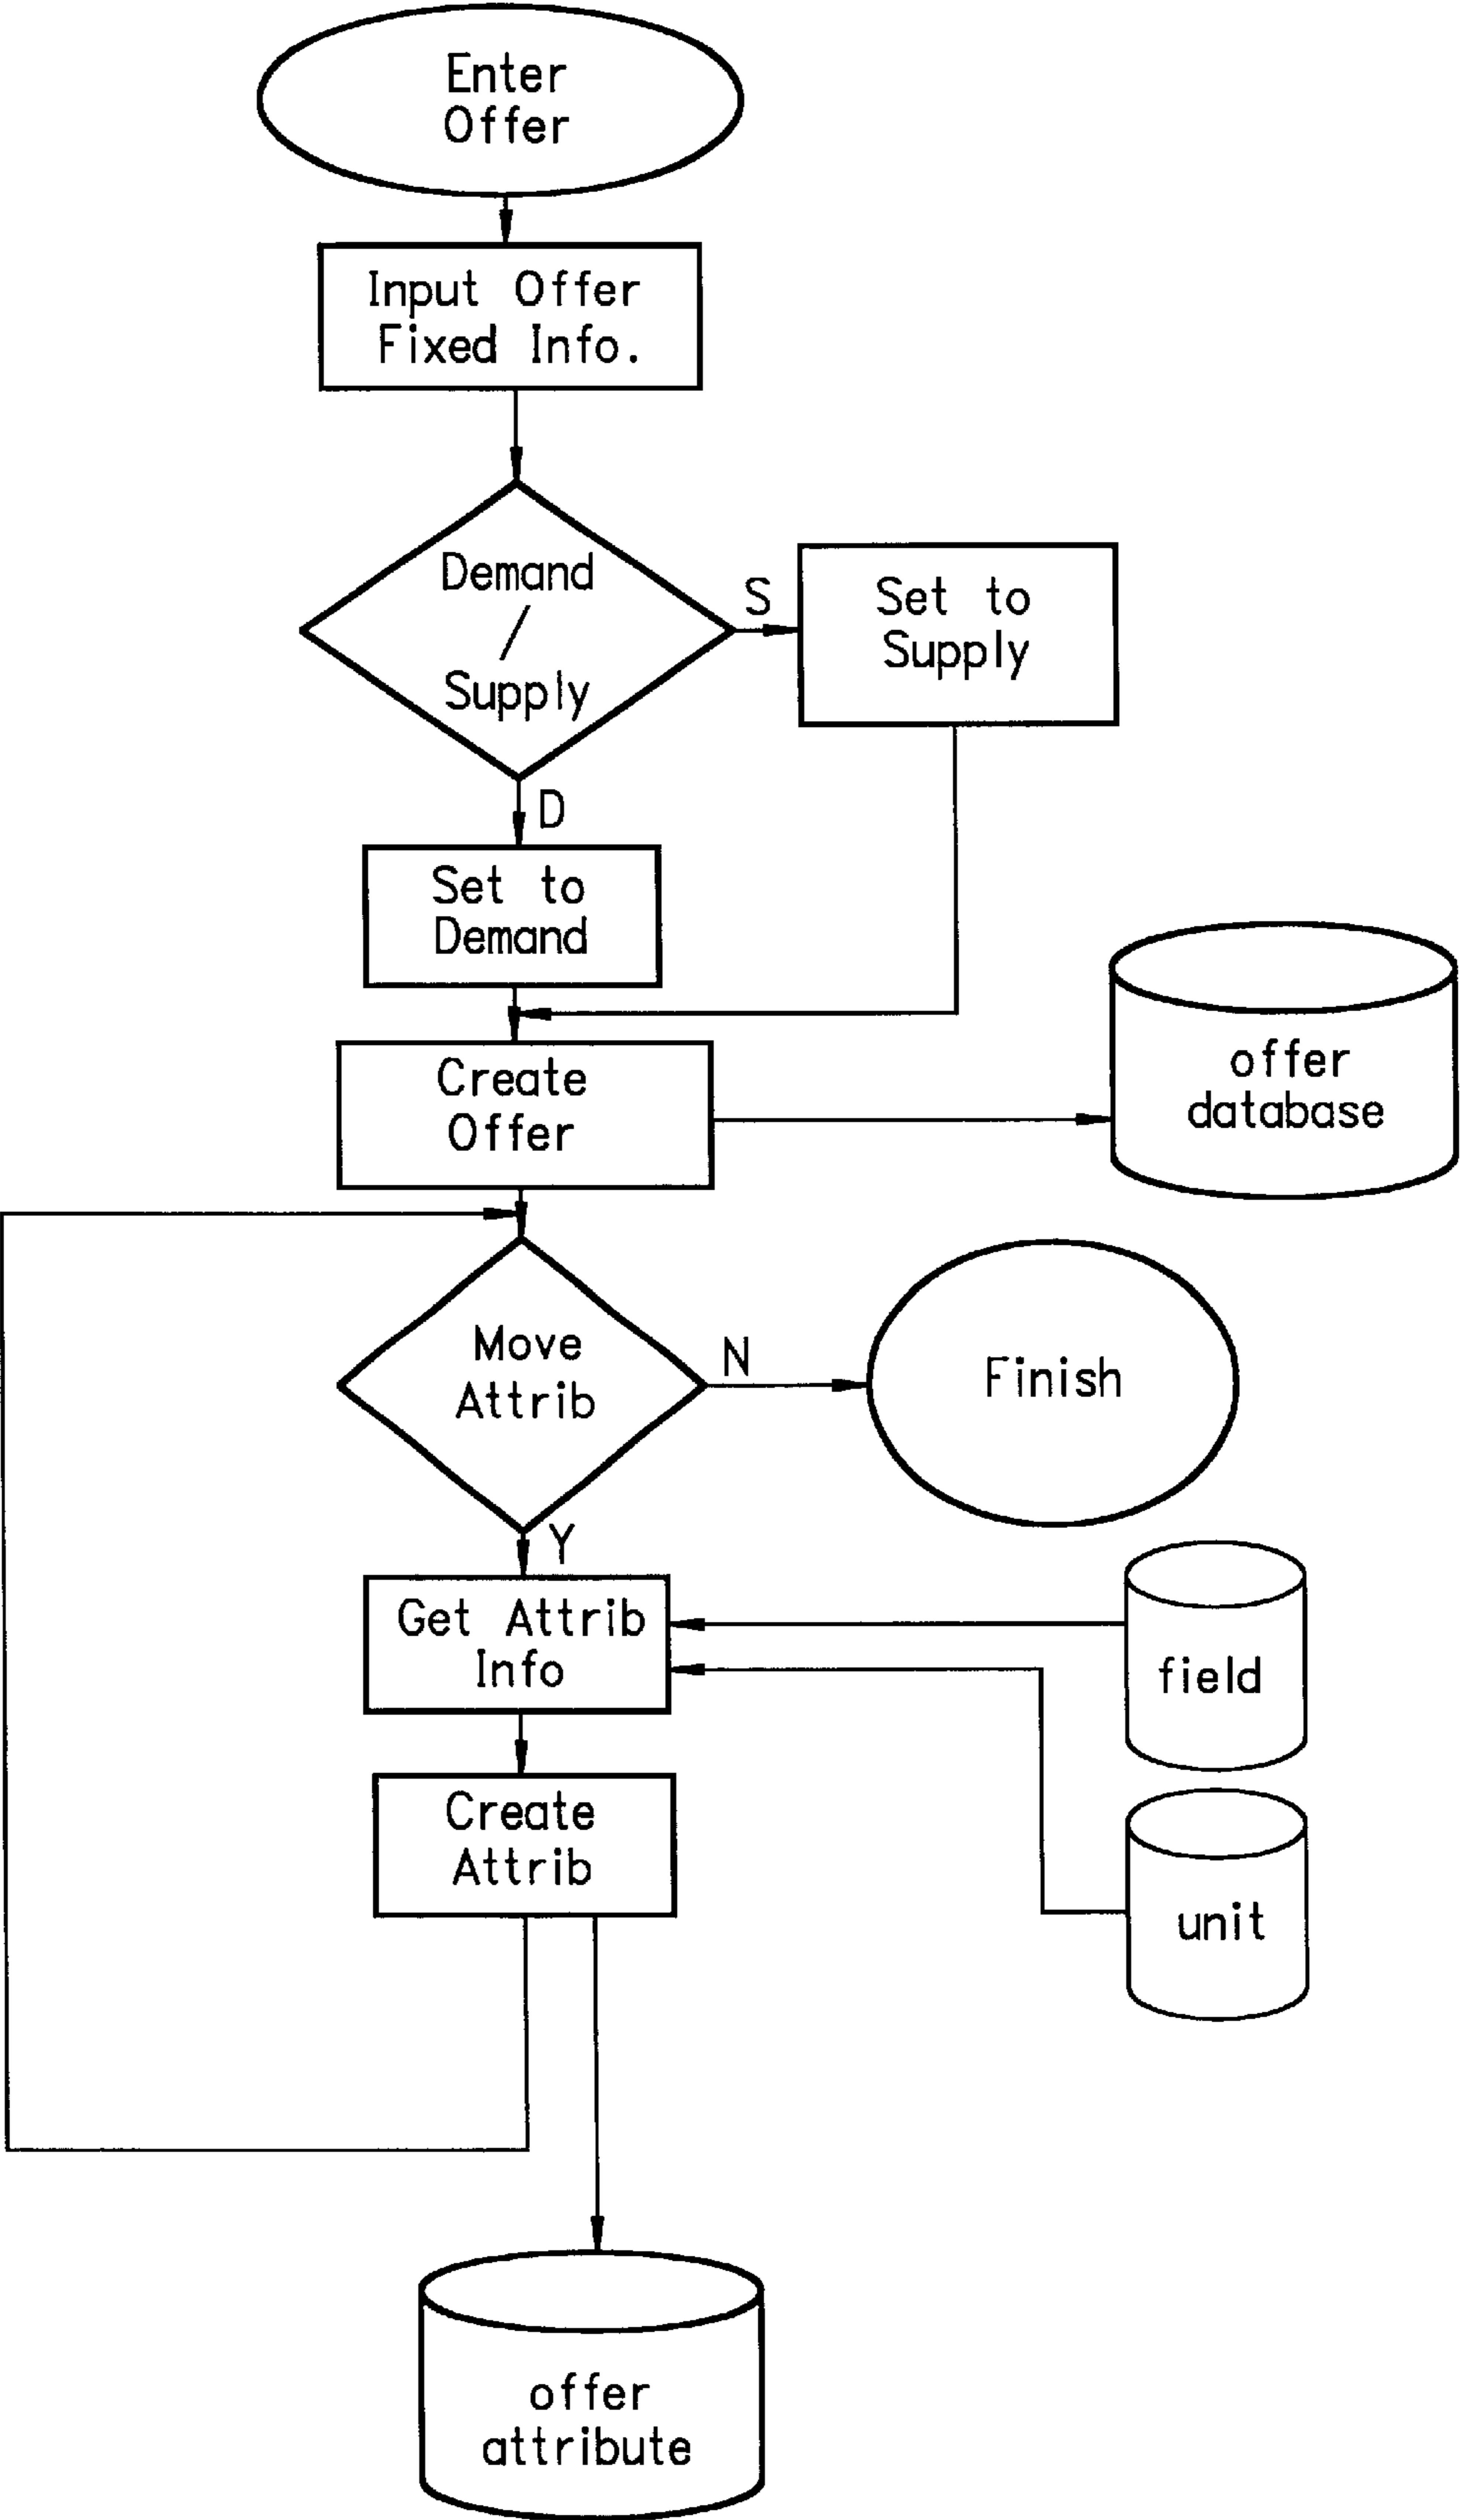 Enter
Offer
Input Offer
Fixed Info.
Demand
/
Supply
S
Set to
Supply
D
Set to
Demand
Create
Offer
offer
database
Move
Attrib
N
Finish
Y
Get Attrib
Info
field
Create
Attrib
unit
offer
attribute